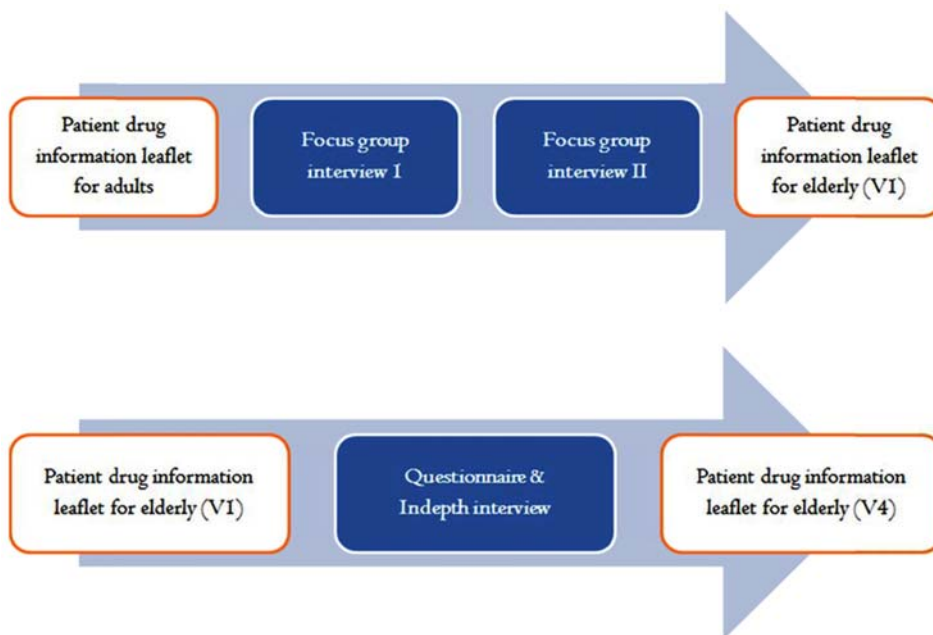 Patient drug
information leaflet
for adults
Focus group
interview I
Focus group
interview II
Patient drug
information leaflet
for elderly (V1)
Patient drug information
leaflet for elderly (V1)
Questionnaire &
Indepth interview
Patient drug information
leaflet for elderly (V4)